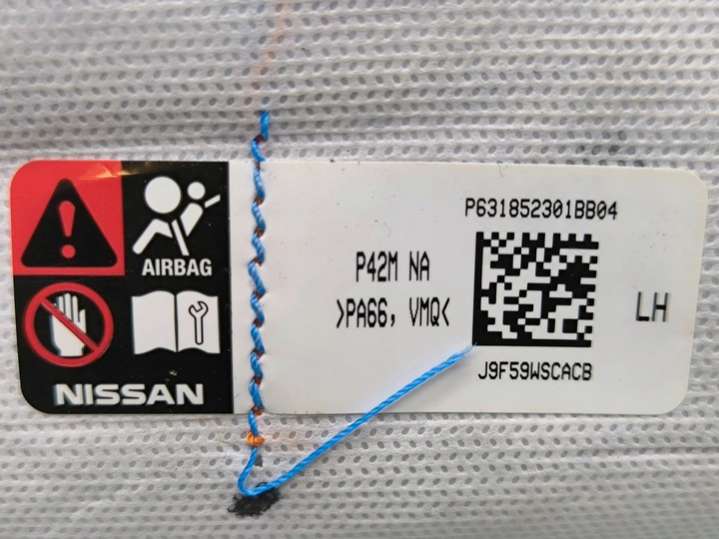 AIRBAG
NISSAN
P42M NA
>PA66, VMQ<
P631852301BB04
J9F59WSCACB
LH